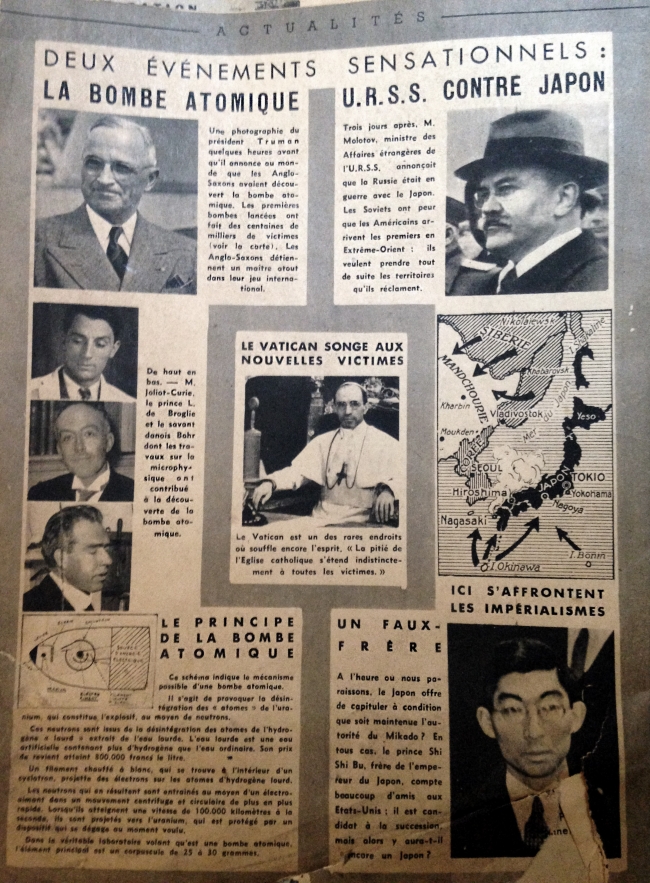 ACTUALITÉS
DEUX ÉVÉNEMENTS SENSATIONNELS :
LA BOMBE ATOMIQUE
Une photographie du
président Truman
quelques heures avant
qu'il annonce au mon-
de que les Anglo-
Saxons avaient décou-
vert la bombe ato-
mique. Les premières
bombes lancées ont
fait des centaines de
milliers de victimes
(voir la carte). Les
Anglo-Saxons détien-
nent un maître atout
dans leur jeu interna-
tional.
U.R.S.S. CONTRE JAPON
Trois jours après, M.
Molotov, ministre des
Affaires étrangères de
l'U.R.S.S. annonçait
que la Russie était en
guerre avec le Japon.
Les Soviets ont peur
que les Américains ar-
rivent les premiers en
Extrême-Orient : ils
veulent prendre tout
de suite les territoires
qu'ils réclament.
De haut en
bas. — M.
Joliot-Curie,
le prince L.
de Broglie
et le savant
danois Bohr
dont les tra-
vaux sur la
microphy-
sique ont
contribué
à la décou-
verte de la
bombe ato-
mique.
LE VATICAN SONGE AUX
NOUVELLES VICTIMES
Le Vatican est un des rares endroits
où souffle encore l'esprit. « La pitié de
l'Eglise catholique s'étend indistincte-
ment à toutes les victimes. »
Nikolajewsk
SIBÉRIE
Sakhaline
Khabarovsk
MANDCHOURIE
Kharbin
Vladivostok
Mer du Japon
Yeso
Moukden
CORÉE
SEOUL
JAPON
TOKIO
Hiroshima
Yokohama
Nagoya
Nagasaki
I. Bonin
I. Okinawa
ICI S'AFFRONTENT
LES IMPÉRIALISMES
LE PRINCIPE
DE LA BOMBE
ATOMIQUE
Ce schéma indique le mécanisme
possible d'une bombe atomique.
Il s'agit de provoquer la désin-
tégration des « atomes » de l'ura-
nium, qui constitue l'explosif, au moyen de neutrons.
Ces neutrons sont issus de la désintégration des atomes de l'hydro-
gène « lourd » extrait de l'eau lourde. L'eau lourde est une eau
artificielle contenant plus d'hydrogène que l'eau ordinaire. Son prix
de revient atteint 800.000 francs le litre.
Un filament chauffé à blanc, qui se trouve à l'intérieur d'un
cyclotron, projette des électrons sur les atomes d'hydrogène lourd.
Les neutrons qui en résultent sont entraînés au moyen d'un électro-
aimant dans un mouvement centrifuge et circulaire de plus en plus
rapide. Lorsqu'ils atteignent une vitesse de 100.000 kilomètres à la
seconde, ils sont projetés vers l'uranium, qui est protégé par un
dispositif qui se dégage au moment voulu.
Dans le véritable laboratoire volant qu'est une bombe atomique,
l'élément principal est un corpuscule de 25 à 30 grammes.
UN FAUX-
FRÈRE
A l'heure ou nous pa-
raissons, le Japon offre
de capituler à condition
que soit maintenue l'au-
torité du Mikado ? En
tous cas, le prince Shi
Shi Bu, frère de l'empe-
reur du Japon, compte
beaucoup d'amis aux
Etats-Unis ; il est can-
didat à la succession,
mais alors y aura-t-il
encore un Japon ?